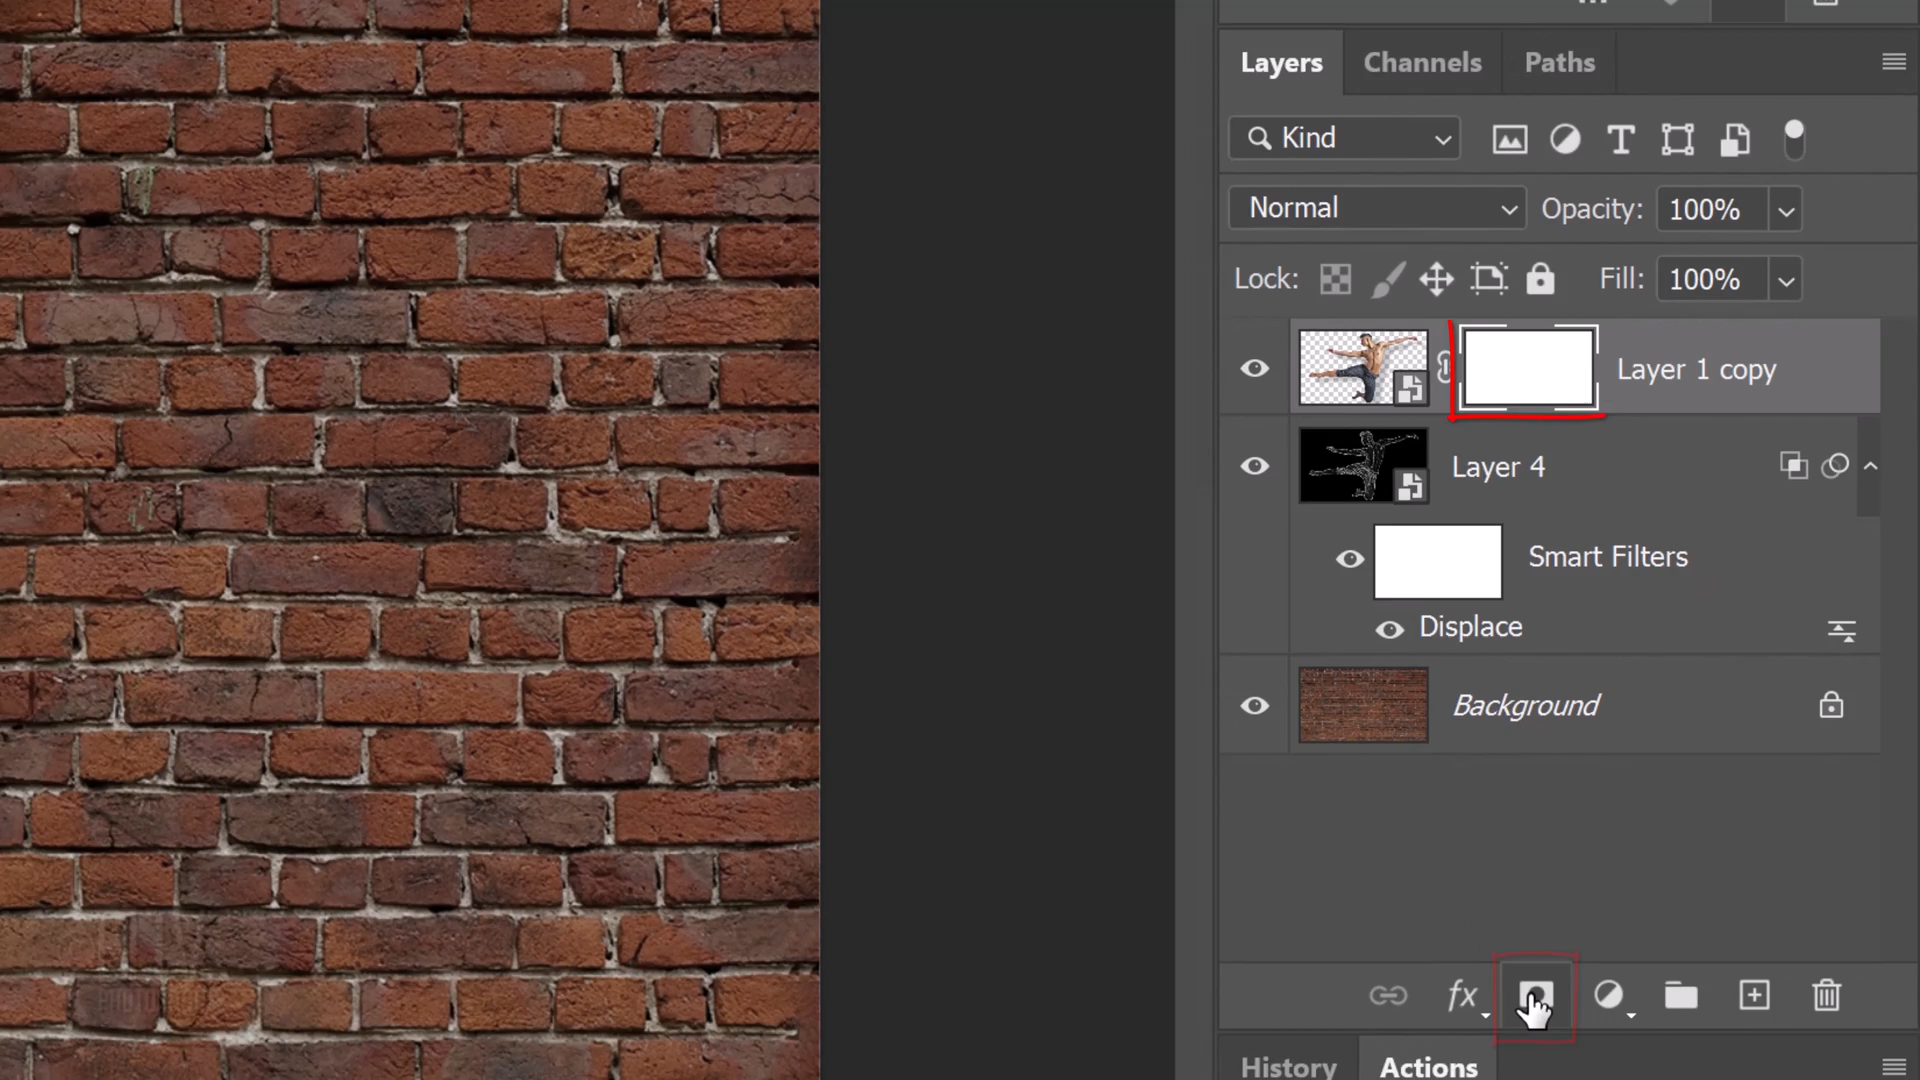 Layers Channels Paths
Kind
Normal Opacity: 100%
Lock: Fill: 100%
Layer 1 copy
Layer 4
Smart Filters
Displace
Background
fx
History Actions